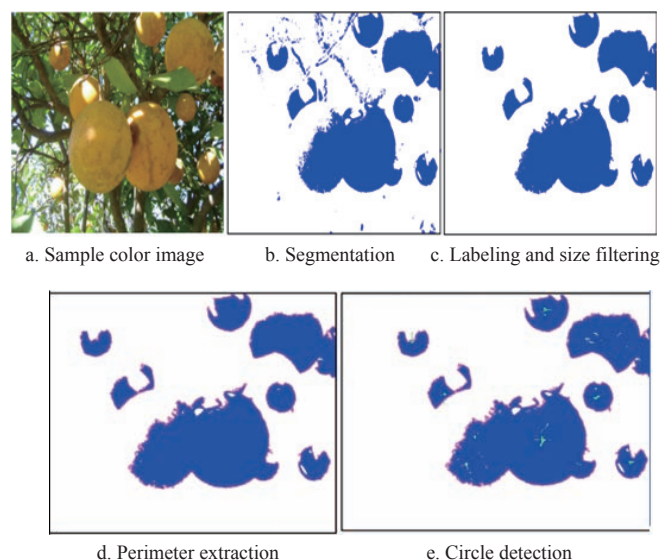 a. Sample color image
b. Segmentation
c. Labeling and size filtering
d. Perimeter extraction
e. Circle detection